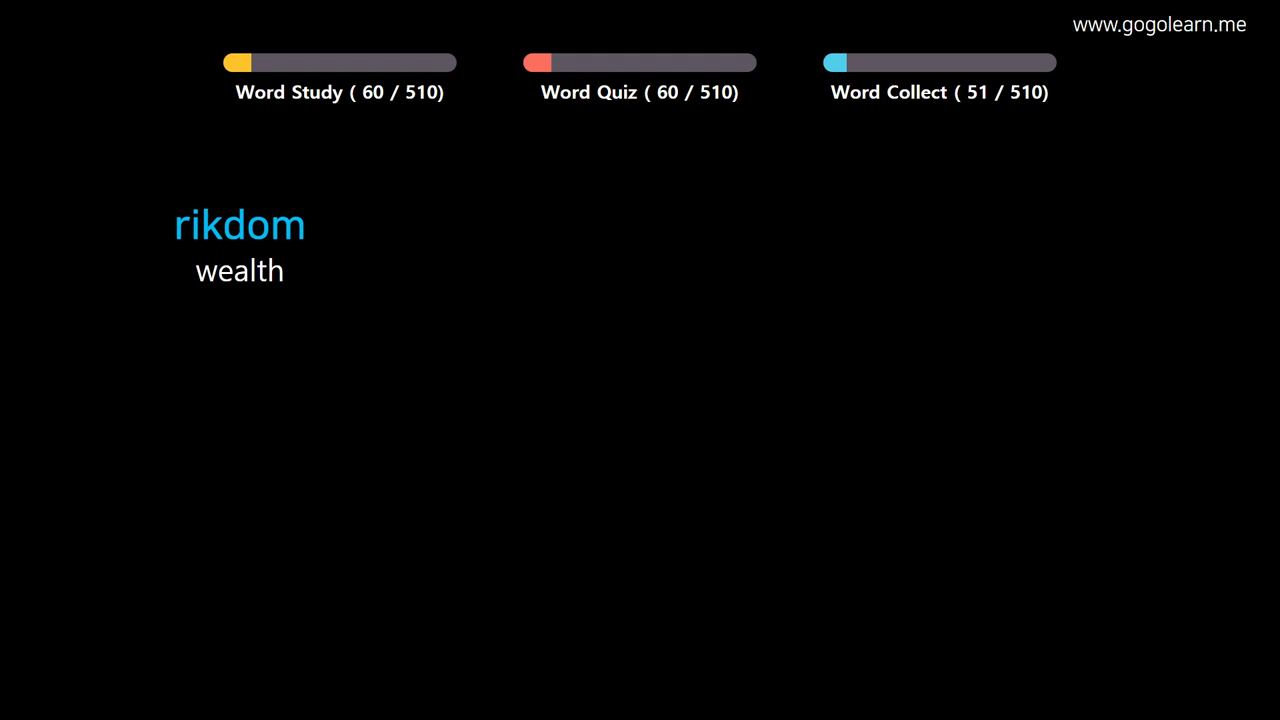 www.gogolearn.me
Word Study ( 60 / 510)
Word Quiz ( 60 / 510)
Word Collect ( 51 / 510)
rikdom
wealth